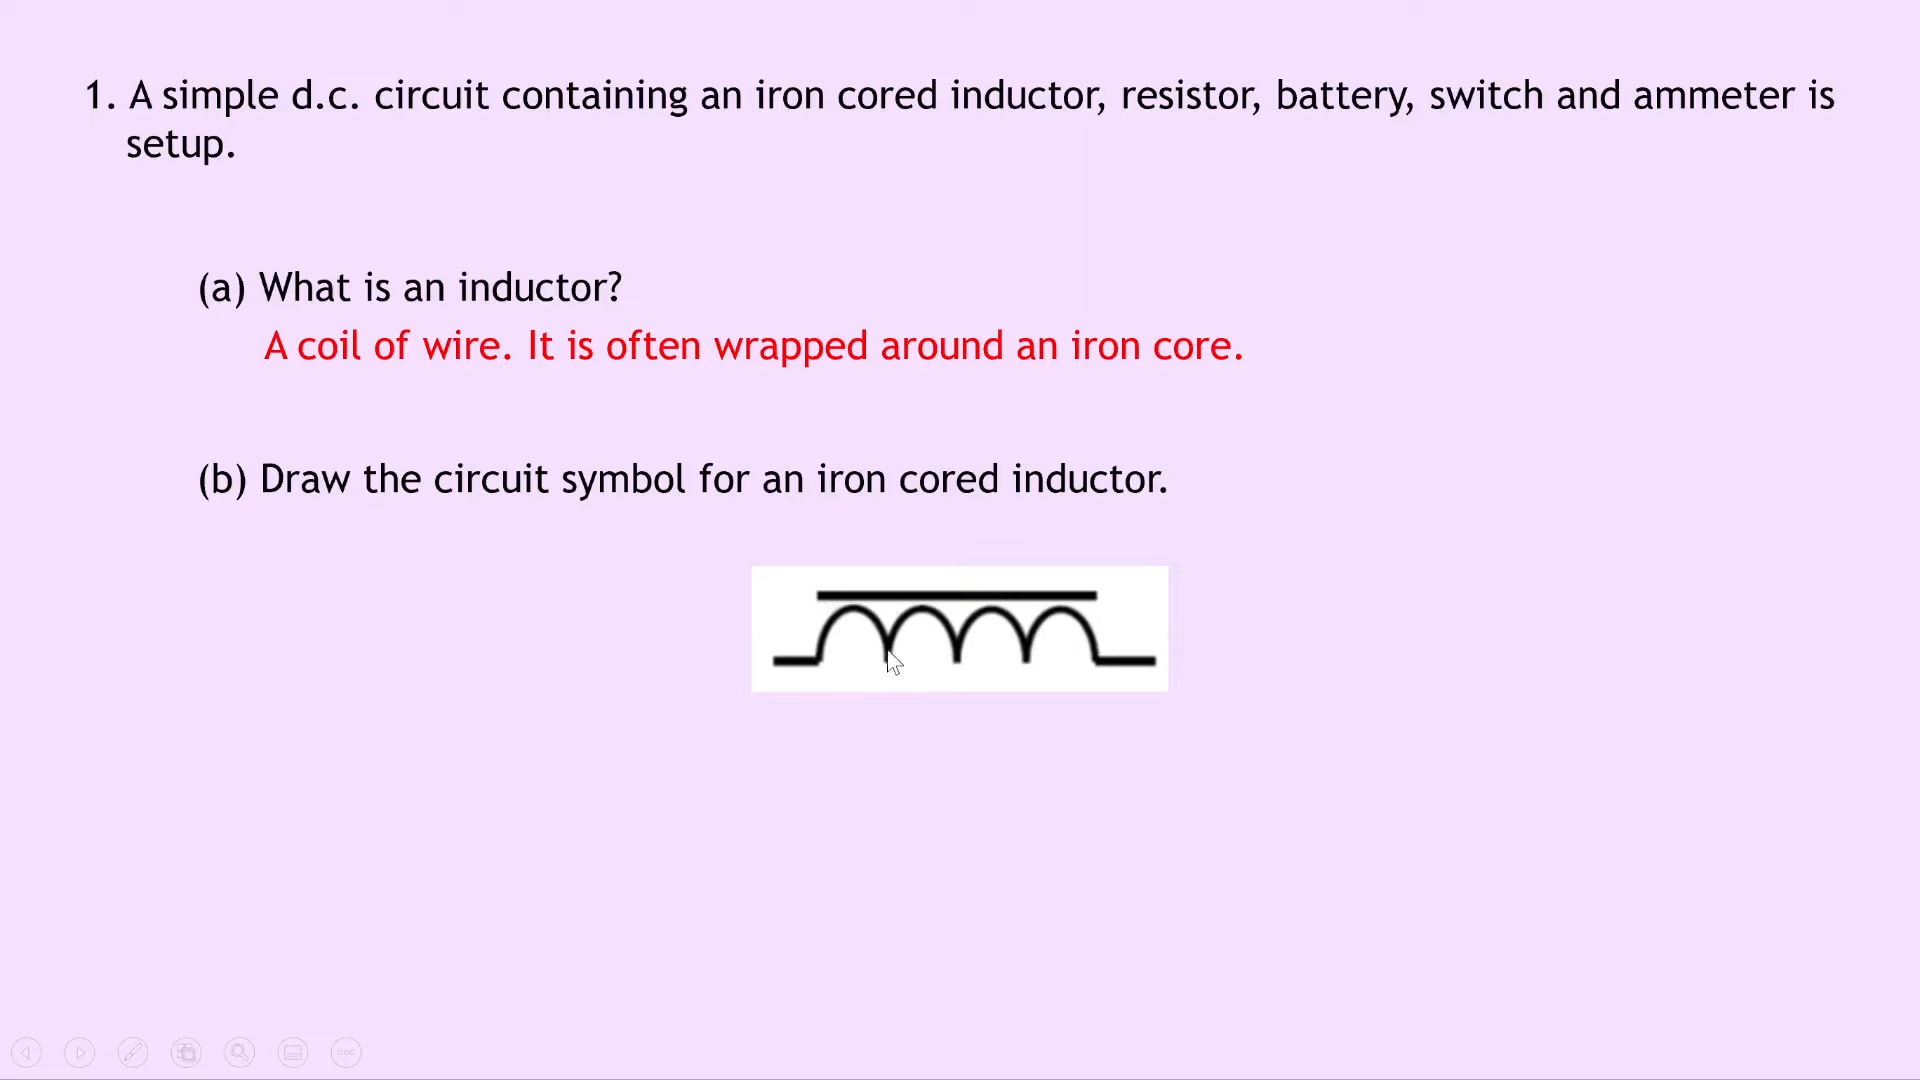 1. A simple d.c. circuit containing an iron cored inductor, resistor, battery, switch and ammeter is
setup.
(a) What is an inductor?
A coil of wire. It is often wrapped around an iron core.
(b) Draw the circuit symbol for an iron cored inductor.